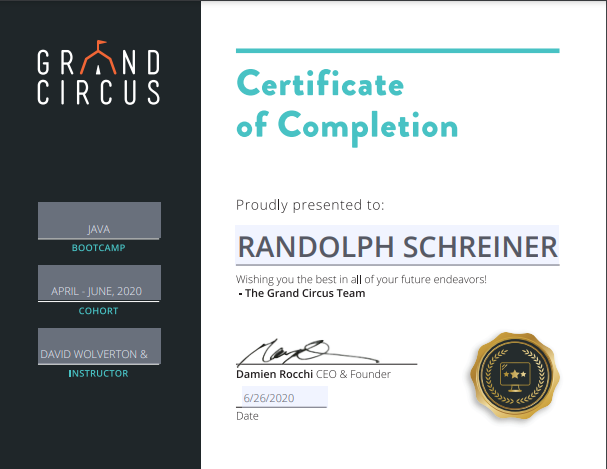 GRAND
CIRCUS
JAVA
BOOTCAMP
APRIL - JUNE, 2020
COHORT
DAVID WOLVERTON &
INSTRUCTOR
Certificate
of Completion
Proudly presented to:
RANDOLPH SCHREINER
Wishing you the best in all of your future endeavors!
- The Grand Circus Team
Damien Rocchi CEO & Founder
6/26/2020
Date